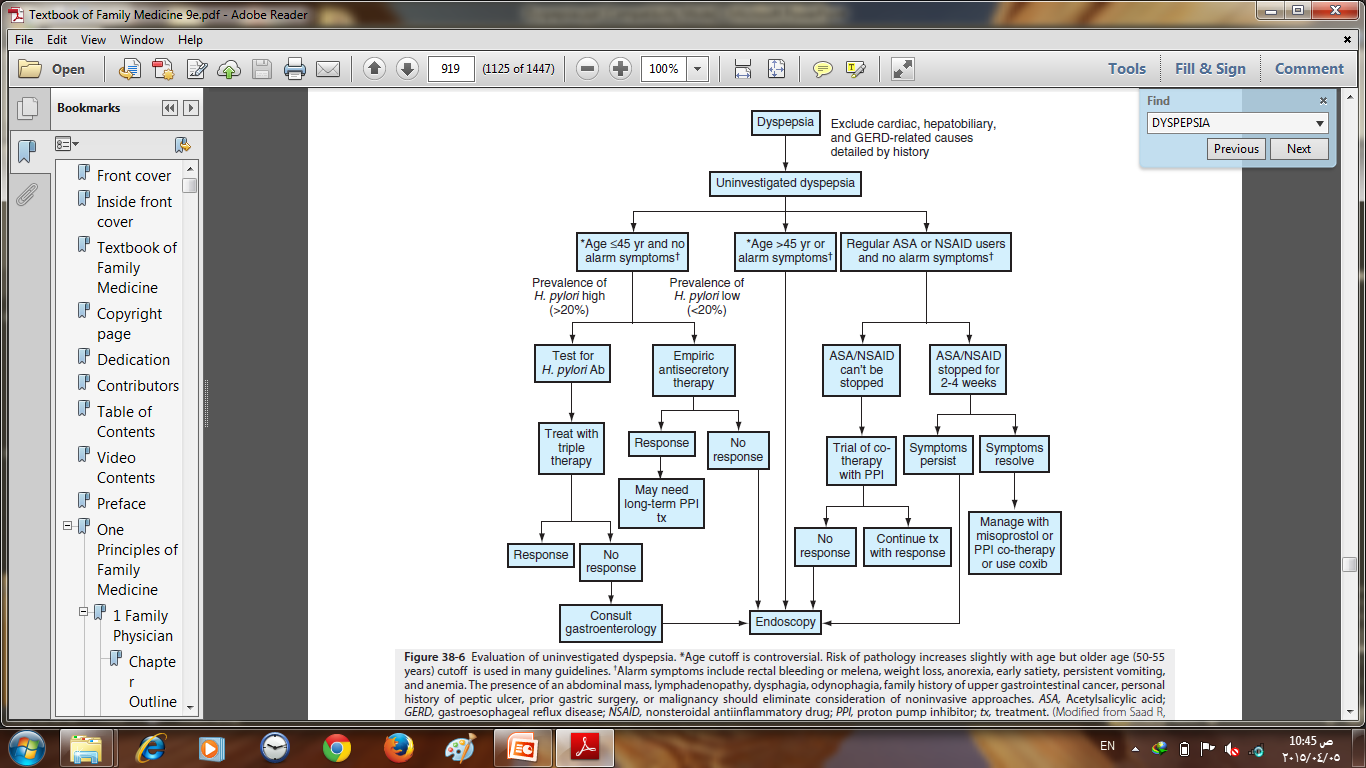 Textbook of Family Medicine 9e.pdf - Adobe Reader
File Edit View Window Help
Open
919 (1125 of 1447)
100%
Tools Fill & Sign Comment
Bookmarks
Front cover
Inside front
cover
Textbook of
Family
Medicine
Copyright
page
Dedication
Contributors
Table of
Contents
Video
Contents
Preface
One
Principles of
Family
Medicine
1 Family
Physician
Chapte
r
Outline
Find
DYSPEPSIA
Previous Next
Dyspepsia
Exclude cardiac, hepatobiliary,
and GERD-related causes
detailed by history
Uninvestigated dyspepsia
*Age ≤45 yr and no
alarm symptoms†
*Age >45 yr or
alarm symptoms†
Regular ASA or NSAID users
and no alarm symptoms†
Prevalence of
H. pylori high
(>20%)
Prevalence of
H. pylori low
(<20%)
Test for
H. pylori Ab
Empiric
antisecretory
therapy
ASA/NSAID
can't be
stopped
ASA/NSAID
stopped for
2-4 weeks
Treat with
triple
therapy
Response
No
response
Trial of co-
therapy
with PPI
Symptoms
persist
Symptoms
resolve
May need
long-term PPI
tx
Response
No
response
No
response
Continue tx
with response
Manage with
misoprostol or
PPI co-therapy
or use coxib
Consult
gastroenterology
Endoscopy
Figure 38-6 Evaluation of uninvestigated dyspepsia. *Age cutoff is controversial. Risk of pathology increases slightly with age but older age (50-55
years) cutoff is used in many guidelines. †Alarm symptoms include rectal bleeding or melena, weight loss, anorexia, early satiety, persistent vomiting,
and anemia. The presence of an abdominal mass, lymphadenopathy, dysphagia, odynophagia, family history of upper gastrointestinal cancer, personal
history of peptic ulcer, prior gastric surgery, or malignancy should eliminate consideration of noninvasive approaches. ASA, Acetylsalicylic acid;
GERD, gastroesophageal reflux disease; NSAID, nonsteroidal antiinflammatory drug; PPI, proton pump inhibitor; tx, treatment. (Modified from Saad R,
EN
10:45 ص
٢٠١٥/٠٤/٠٥